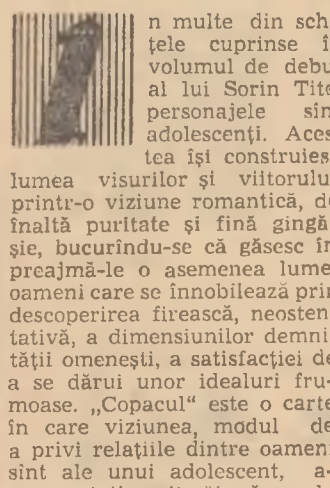 În multe din schi
țele cuprinse î
volumul de debu
al lui Sorin Tite
personajele sîn
adolescenți. Aces
tea își construies
lumea visurilor și viitorulu
printr-o viziune romantică, d
înaltă puritate și fină gingă
șie, bucurîndu-se că găsesc în
preajmă-le o asemenea lume
oameni care se înnobilează prin
descoperirea firească, neosten
tativă, a dimensiunilor demni
tății omenești, a satisfacției de
a se dărui unor idealuri fru-
moase. „Copacul“ este o carte
în care viziunea, modul de
a privi relațiile dintre oameni
sînt ale unui adolescent, a-